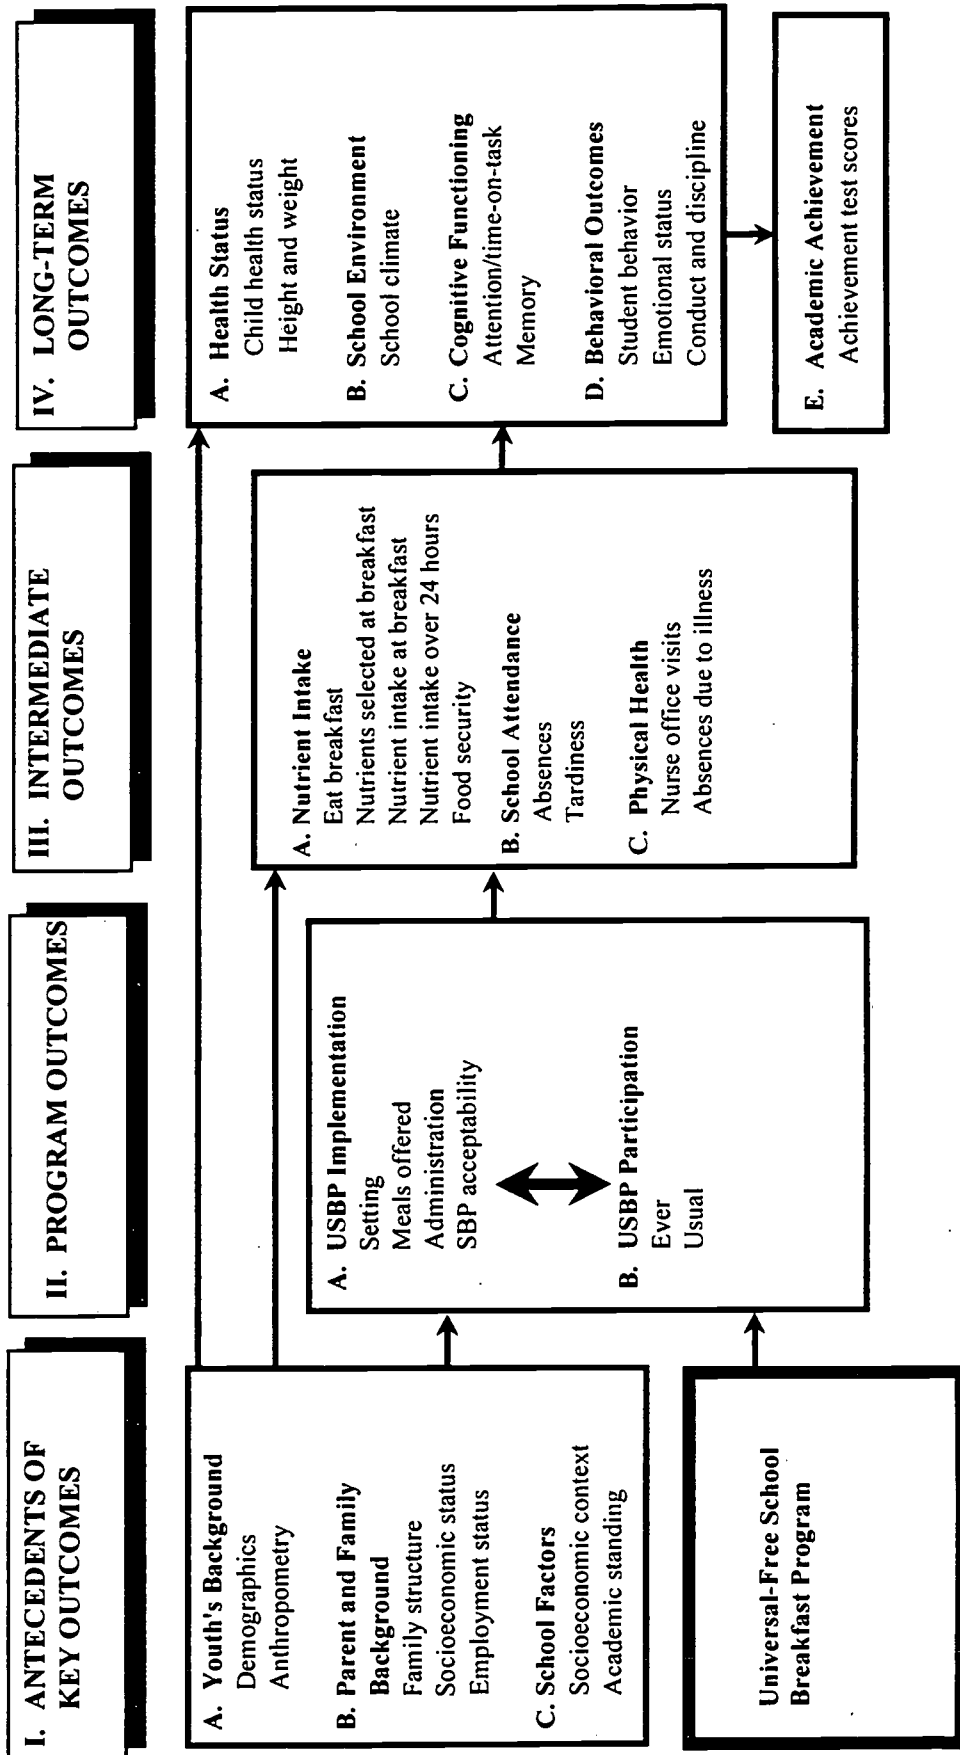 I. ANTECEDENTS OF
KEY OUTCOMES
A. Youth's Background
Demographics
Anthropometry
B. Parent and Family
Background
Family structure
Socioeconomic status
Employment status
C. School Factors
Socioeconomic context
Academic standing
Universal-Free School
Breakfast Program
II. PROGRAM OUTCOMES
A. USBP Implementation
Setting
Meals offered
Administration
SBP acceptability
B. USBP Participation
Ever
Usual
III. INTERMEDIATE
OUTCOMES
A. Nutrient Intake
Eat breakfast
Nutrients selected at breakfast
Nutrient intake at breakfast
Nutrient intake over 24 hours
Food security
B. School Attendance
Absences
Tardiness
C. Physical Health
Nurse office visits
Absences due to illness
IV. LONG-TERM
OUTCOMES
A. Health Status
Child health status
Height and weight
B. School Environment
School climate
C. Cognitive Functioning
Attention/time-on-task
Memory
D. Behavioral Outcomes
Student behavior
Emotional status
Conduct and discipline
E. Academic Achievement
Achievement test scores